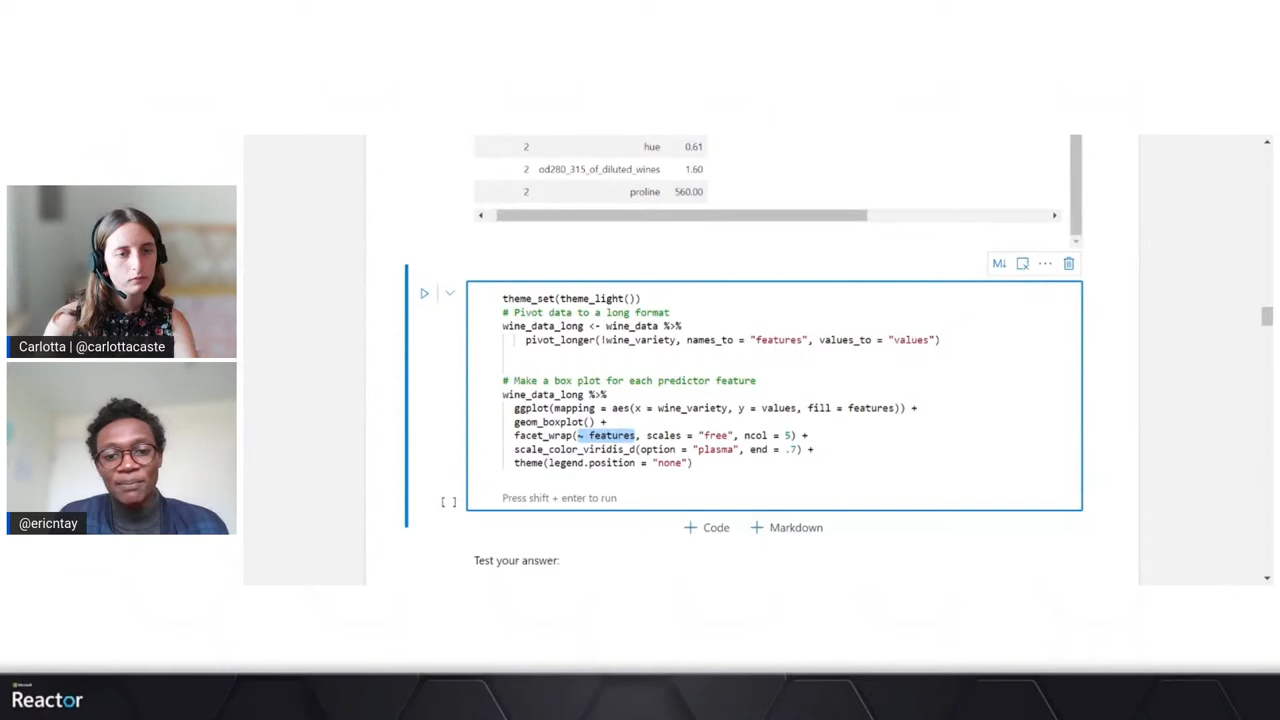 2 hue 0.61
2 od280_315_of_diluted_wines 1.60
2 proline 560.00
M↓
theme_set(theme_light())
# Pivot data to a long format
wine_data_long <- wine_data %>%
pivot_longer(!wine_variety, names_to = "features", values_to = "values")
# Make a box plot for each predictor feature
wine_data_long %>%
ggplot(mapping = aes(x = wine_variety, y = values, fill = features)) +
geom_boxplot() +
facet_wrap(~ features, scales = "free", ncol = 5) +
scale_color_viridis_d(option = "plasma", end = .7) +
theme(legend.position = "none")
[ ] Press shift + enter to run
+ Code + Markdown
Test your answer:
Carlotta | @carlottacaste
@ericntay
Microsoft
Reactor